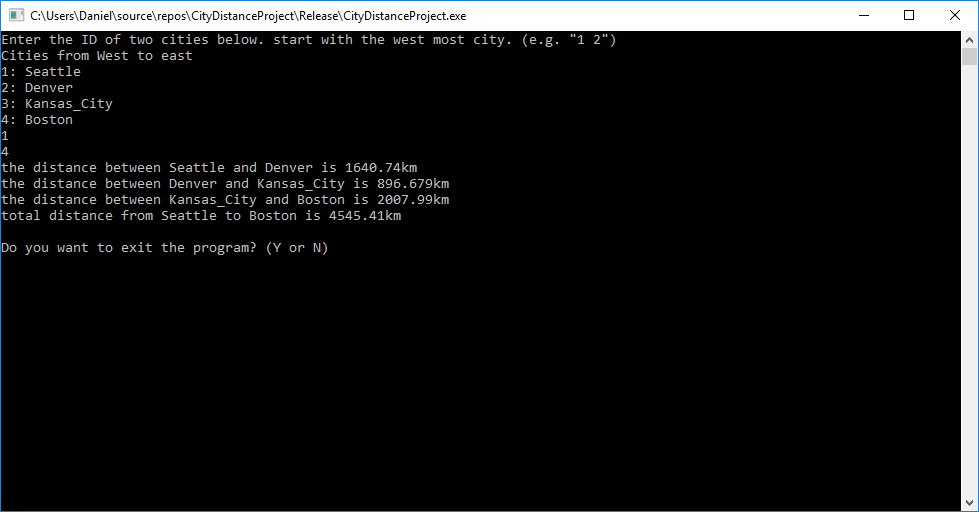 C:\Users\Daniel\source\repos\CityDistanceProject\Release\CityDistanceProject.exe
Enter the ID of two cities below. start with the west most city. (e.g. "1 2")
Cities from West to east
1: Seattle
2: Denver
3: Kansas_City
4: Boston
1
4
the distance between Seattle and Denver is 1640.74km
the distance between Denver and Kansas_City is 896.679km
the distance between Kansas_City and Boston is 2007.99km
total distance from Seattle to Boston is 4545.41km
Do you want to exit the program? (Y or N)